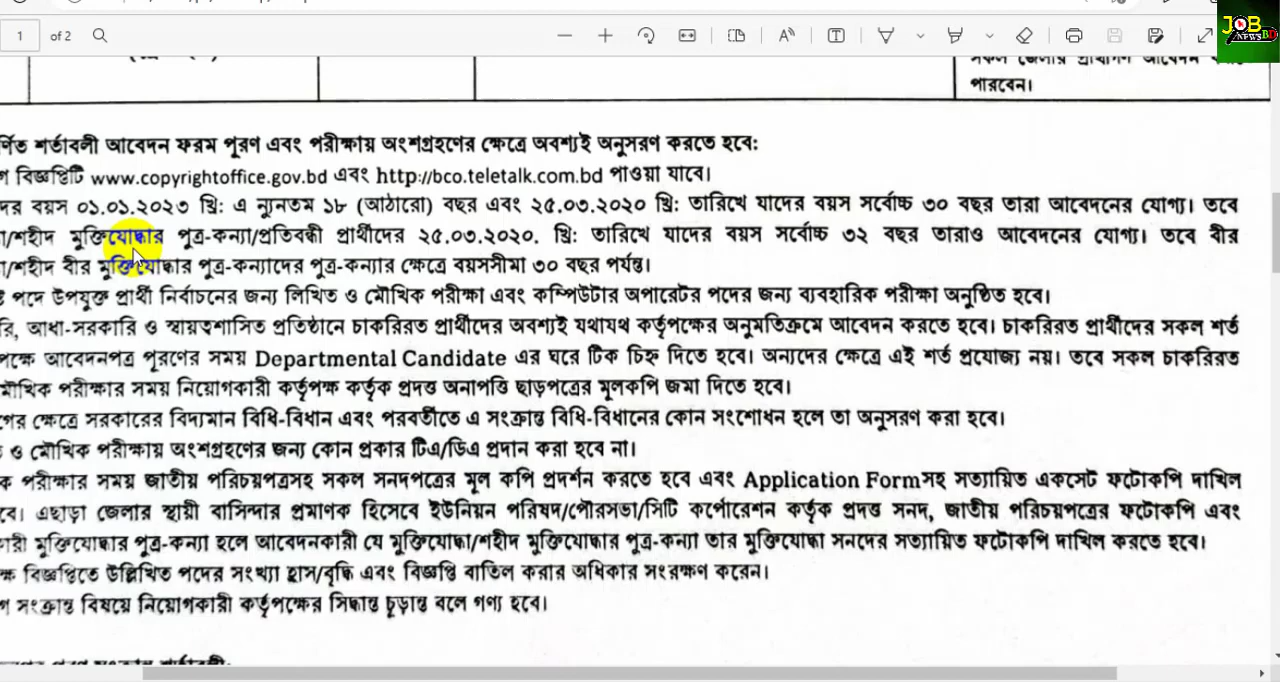 1 of 2
JOB NEWS BD
পারবেন।
শর্তাবলী আবেদন ফরম পূরণ এবং পরীক্ষায় অংশগ্রহণের ক্ষেত্রে অবশ্যই অনুসরণ করতে হবে:
বিজ্ঞপ্তিটি www.copyrightoffice.gov.bd এবং http://bco.teletalk.com.bd পাওয়া যাবে।
বয়স ০১.০১.২০২৩ খ্রি: এ ন্যুনতম ১৮ (আঠারো) বছর এবং ২৫.০৩.২০২০ খ্রি: তারিখে যাদের বয়স সর্বোচ্চ ৩০ বছর তারা আবেদনের যোগ্য। তবে
/শহীদ মুক্তিযোদ্ধার পুত্র-কন্যা/প্রতিবন্ধী প্রার্থীদের ২৫.০৩.২০২০. খ্রি: তারিখে যাদের বয়স সর্বোচ্চ ৩২ বছর তারাও আবেদনের যোগ্য। তবে বীর
/শহীদ বীর মুক্তিযোদ্ধার পুত্র-কন্যাদের পুত্র-কন্যার ক্ষেত্রে বয়সসীমা ৩০ বছর পর্যন্ত।
পদে উপযুক্ত প্রার্থী নির্বাচনের জন্য লিখিত ও মৌখিক পরীক্ষা এবং কম্পিউটার অপারেটর পদের জন্য ব্যবহারিক পরীক্ষা অনুষ্ঠিত হবে।
আধা-সরকারি ও স্বায়ত্বশাসিত প্রতিষ্ঠানে চাকরিরত প্রার্থীদের অবশ্যই যথাযথ কর্তৃপক্ষের অনুমতিক্রমে আবেদন করতে হবে। চাকরিরত প্রার্থীদের সকল শর্ত
পক্ষে আবেদনপত্র পূরণের সময় Departmental Candidate এর ঘরে টিক চিহ্ন দিতে হবে। অন্যদের ক্ষেত্রে এই শর্ত প্রযোজ্য নয়। তবে সকল চাকরিরত
মৌখিক পরীক্ষার সময় নিয়োগকারী কর্তৃপক্ষ কর্তৃক প্রদত্ত অনাপত্তি ছাড়পত্রের মূলকপি জমা দিতে হবে।
ক্ষেত্রে সরকারের বিদ্যমান বিধি-বিধান এবং পরবর্তীতে এ সংক্রান্ত বিধি-বিধানের কোন সংশোধন হলে তা অনুসরণ করা হবে।
ও মৌখিক পরীক্ষায় অংশগ্রহণের জন্য কোন প্রকার টিএ/ডিএ প্রদান করা হবে না।
পরীক্ষার সময় জাতীয় পরিচয়পত্রসহ সকল সনদপত্রের মূল কপি প্রদর্শন করতে হবে এবং Application Formসহ সত্যায়িত একসেট ফটোকপি দাখিল
এছাড়া জেলার স্থায়ী বাসিন্দার প্রমাণক হিসেবে ইউনিয়ন পরিষদ/পৌরসভা/সিটি কর্পোরেশন কর্তৃক প্রদত্ত সনদ, জাতীয় পরিচয়পত্রের ফটোকপি এবং
মুক্তিযোদ্ধার পুত্র-কন্যা হলে আবেদনকারী যে মুক্তিযোদ্ধা/শহীদ মুক্তিযোদ্ধার পুত্র-কন্যা তার মুক্তিযোদ্ধা সনদের সত্যায়িত ফটোকপি দাখিল করতে হবে।
বিজ্ঞপ্তিতে উল্লিখিত পদের সংখ্যা হ্রাস/বৃদ্ধি এবং বিজ্ঞপ্তি বাতিল করার অধিকার সংরক্ষণ করেন।
সংক্রান্ত বিষয়ে নিয়োগকারী কর্তৃপক্ষের সিদ্ধান্ত চূড়ান্ত বলে গণ্য হবে।